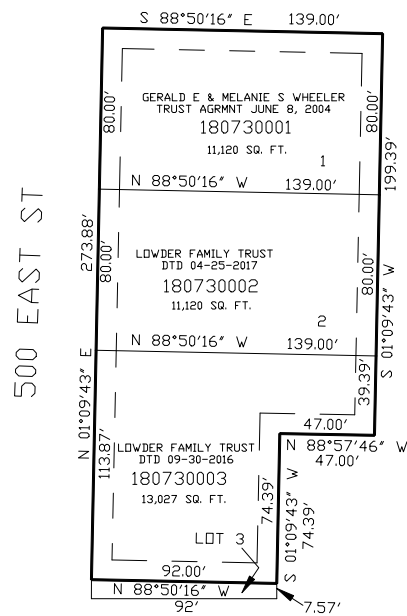 S 88°50'16" E 139.00'
80.00'
80.00'
GERALD E & MELANIE S WHEELER
TRUST AGRMNT JUNE 8, 2004
180730001
11,120 SQ. FT.
1
199.39'
N 88°50'16" W 139.00'
500 EAST ST
273.88'
80.00'
80.00'
LOWDER FAMILY TRUST
DTD 04-25-2017
180730002
11,120 SQ. FT.
2
S 01°09'43" W
N 88°50'16" W 139.00'
39.39'
N 01°09'43" E
113.87'
47.00'
N 88°57'46" W
47.00'
LOWDER FAMILY TRUST
DTD 09-30-2016
180730003
13,027 SQ. FT.
74.39'
S 01°09'43" W
74.39'
LOT 3
92.00'
N 88°50'16" W
92'
7.57'